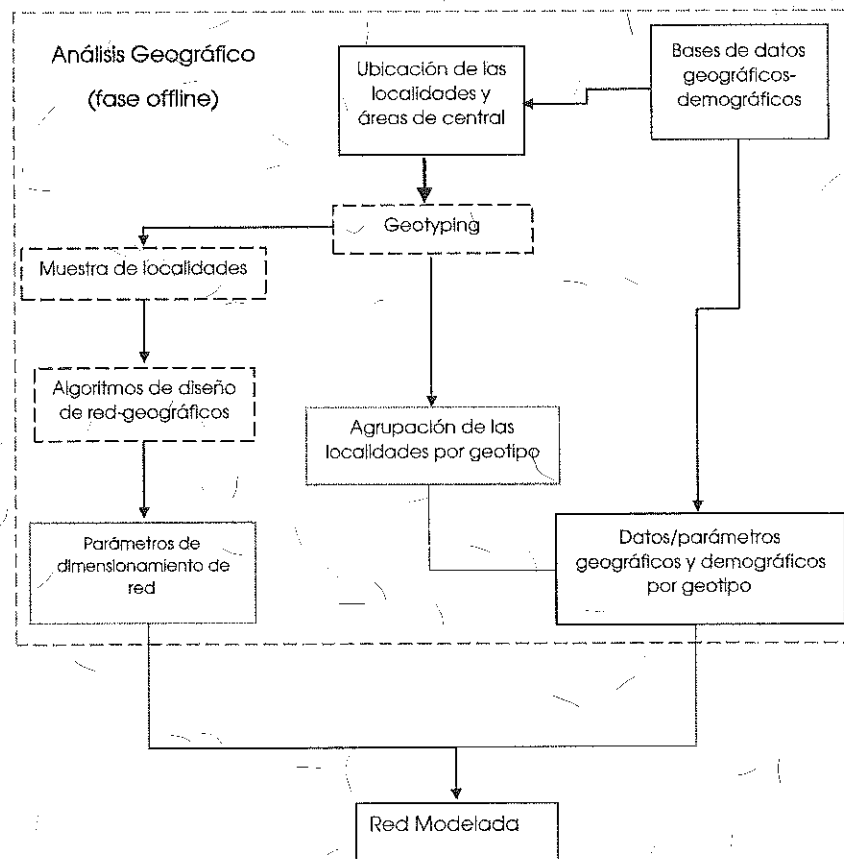 Análisis Geográfico
(fase offline)
Ubicación de las
localidades y
áreas de central
Bases de datos
geográficos-
demográficos
Geotyping
Muestra de localidades
Algoritmos de diseño
de red-geográficos
Agrupación de las
localidades por geotipo
Parámetros de
dimensionamiento de
red
Datos/parámetros
geográficos y demográficos
por geotipo
Red Modelada